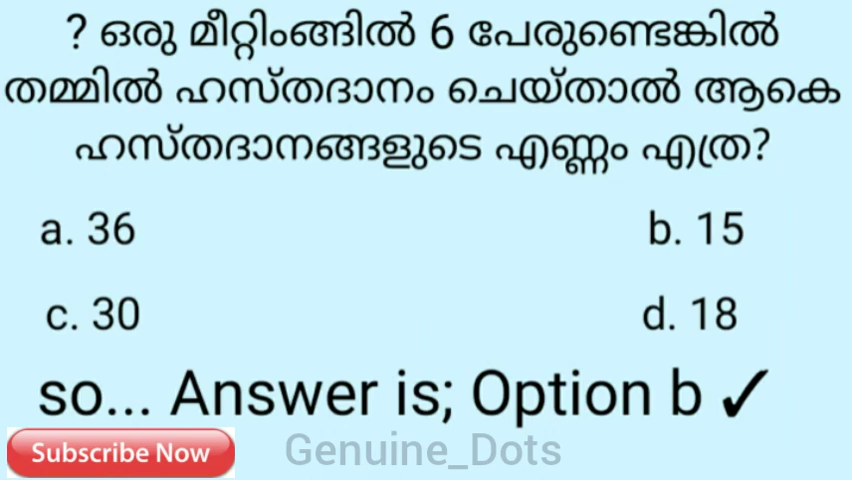 ? ഒരു മീറ്റിംങ്ങിൽ 6 പേരുണ്ടെങ്കിൽ
തമ്മിൽ ഹസ്തദാനം ചെയ്താൽ ആകെ
ഹസ്തദാനങ്ങളുടെ എണ്ണം എത്ര?
a. 36 b. 15
c. 30 d. 18
so... Answer is; Option b ✓
Subscribe Now Genuine_Dots